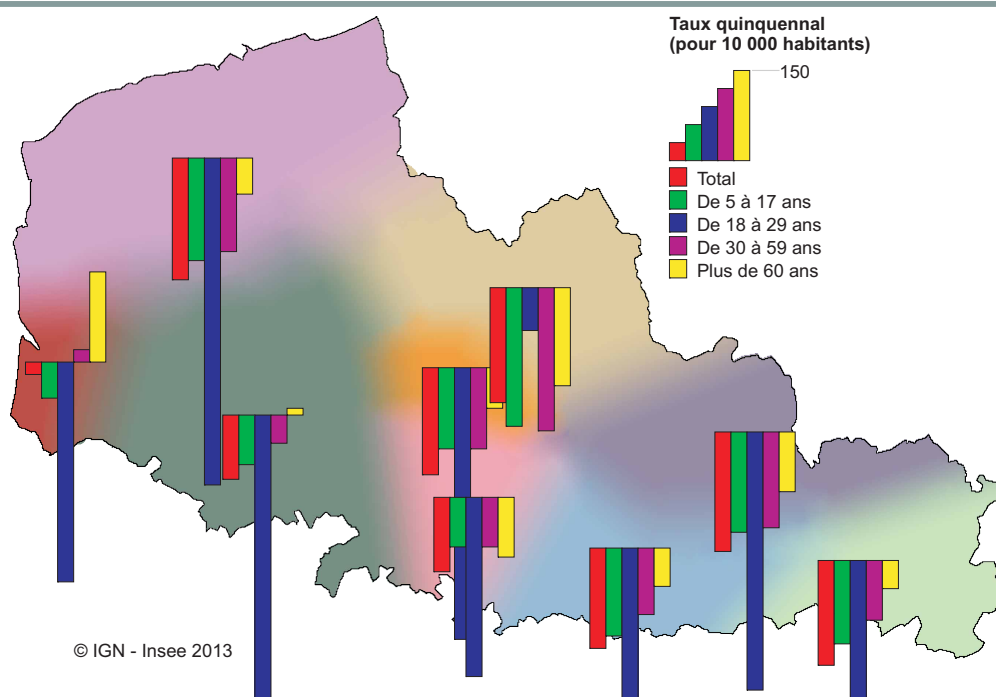 Taux quinquennal
(pour 10 000 habitants)
150
Total
De 5 à 17 ans
De 18 à 29 ans
De 30 à 59 ans
Plus de 60 ans
© IGN - Insee 2013